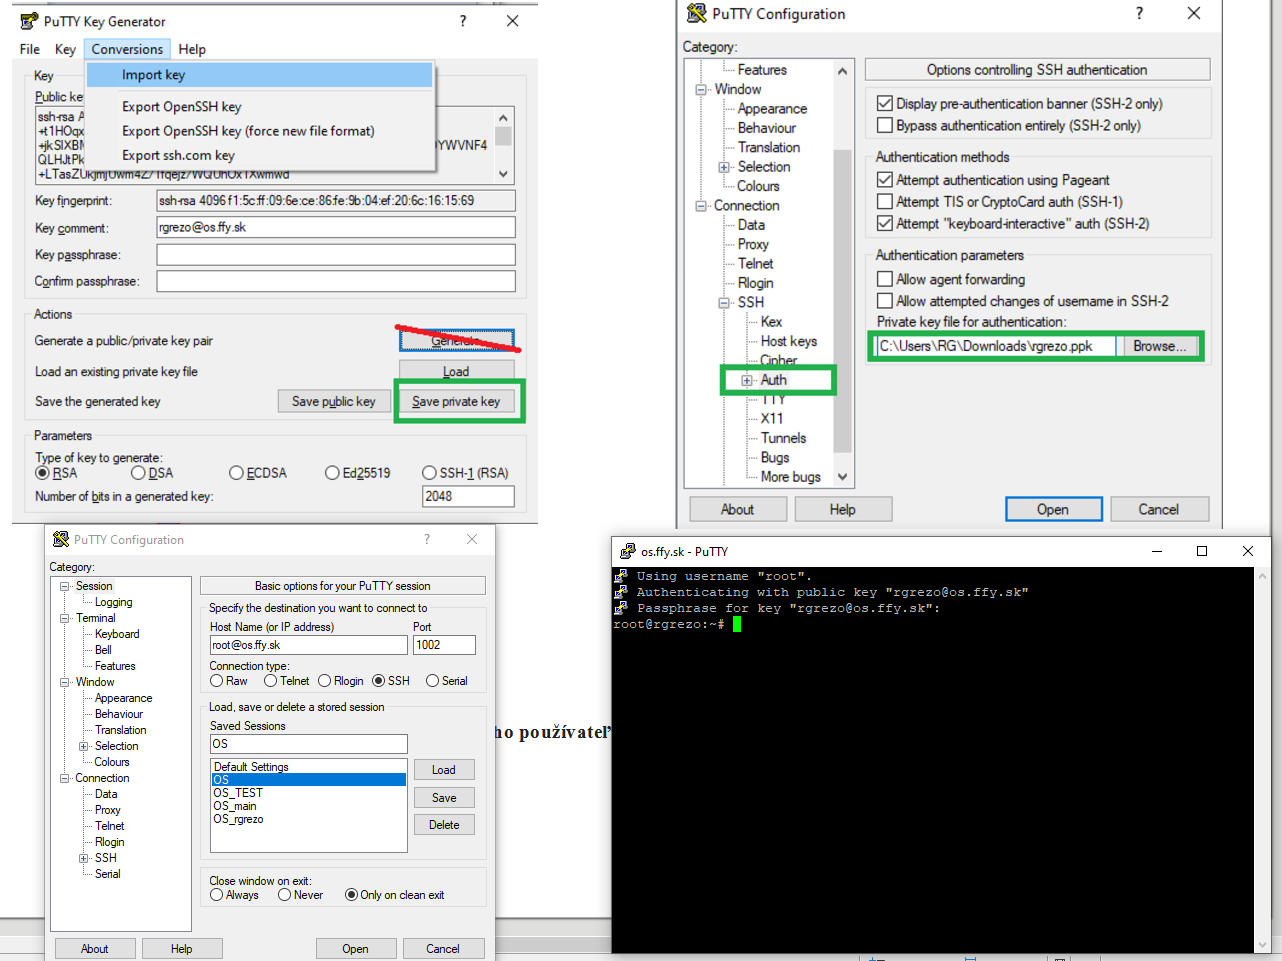 PuTTY Key Generator
?
File Key Conversions Help
Import key
Export OpenSSH key
Export OpenSSH key (force new file format)
Export ssh.com key
Key
Public
ssh-rsa
+t1HOqx
+jkSIXBM
YWVNF4
QLHJtPk
Key fingerprint:
ssh-rsa 4096 f1:5c:ff:09:6e:ce:86:fe:9b:04:ef:20:6c:16:15:69
Key comment:
rgrezo@os.ffy.sk
Key passphrase:
Confirm passphrase:
Actions
Generate a public/private key pair
Generate
Load an existing private key file
Load
Save the generated key
Save public key
Save private key
Parameters
Type of key to generate:
RSA DSA ECDSA Ed25519 SSH-1 (RSA)
Number of bits in a generated key:
2048
PuTTY Configuration
?
Category:
Features
Window
Appearance
Behaviour
Translation
Selection
Colours
Connection
Data
Proxy
Telnet
Rlogin
SSH
Kex
Host keys
Cipher
Auth
TTY
X11
Tunnels
Bugs
More bugs
Options controlling SSH authentication
Display pre-authentication banner (SSH-2 only)
Bypass authentication entirely (SSH-2 only)
Authentication methods
Attempt authentication using Pageant
Attempt TIS or CryptoCard auth (SSH-1)
Attempt "keyboard-interactive" auth (SSH-2)
Authentication parameters
Allow agent forwarding
Allow attempted changes of username in SSH-2
Private key file for authentication:
C:\Users\RG\Downloads\rgrezo.ppk
Browse...
About
Help
Open
Cancel
PuTTY Configuration
?
Category:
Session
Logging
Terminal
Keyboard
Bell
Features
Window
Appearance
Behaviour
Translation
Selection
Colours
Connection
Data
Proxy
Telnet
Rlogin
SSH
Serial
Basic options for your PuTTY session
Specify the destination you want to connect to
Host Name (or IP address) Port
root@os.ffy.sk 1002
Connection type:
Raw Telnet Rlogin SSH Serial
Load, save or delete a stored session
Saved Sessions
OS
Default Settings
OS
OS_TEST
OS_main
OS_rgrezo
Load
Save
Delete
Close window on exit:
Always Never Only on clean exit
About
Help
Open
Cancel
ho používateľ
os.ffy.sk - PuTTY
Using username "root".
Authenticating with public key "rgrezo@os.ffy.sk"
Passphrase for key "rgrezo@os.ffy.sk":
root@rgrezo:~#